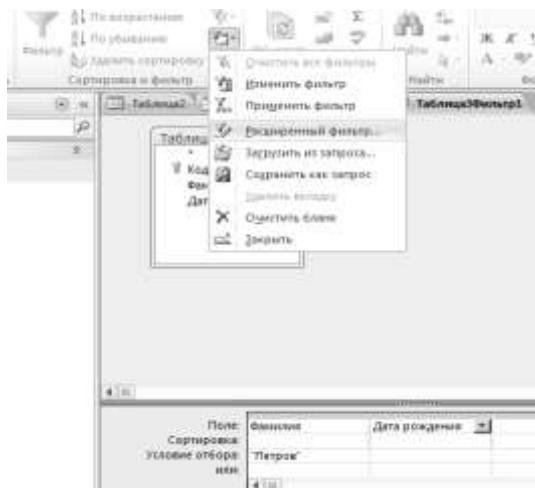 По возрастанию
По убыванию
Удалить сортировку
Фильтр
Сортировка и фильтр
Найти
Найти
Ж К
А
Очистить все фильтры
Изменить фильтр
Применить фильтр
Расширенный фильтр...
Загрузить из запроса...
Сохранить как запрос
Удалить вкладку
Очистить бланк
Закрыть
Таблица2
Таблица3Фильтр1
Таблиц
*
Код
Фам
Дат
Поле: Фамилия Дата рождения
Сортировка:
Условие отбора: "Петров"
или: